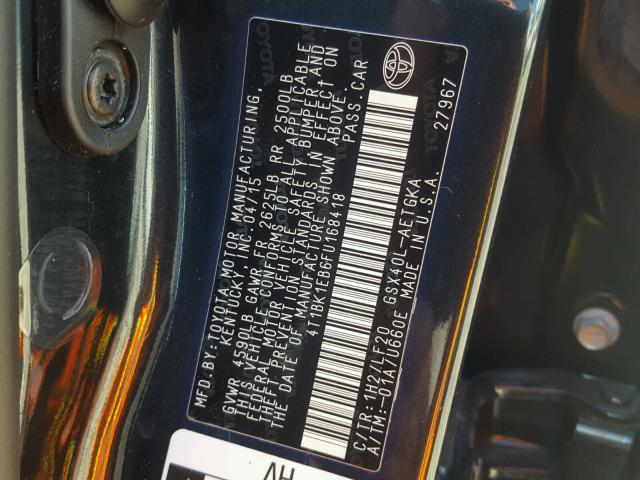 MFD.BY:TOYOTA MOTOR MANUFACTURING,
KENTUCKY, INC. 04/15
GVWR 4590LB GAWR FR 2625LB RR 2500LB
THIS VEHICLE CONFORMS TO ALL APPLICABLE
FEDERAL MOTOR VEHICLE SAFETY, BUMPER AND
THEFT PREVENTION STANDARDS IN EFFECT ON
THE DATE OF MANUFACTURE SHOWN ABOVE.
4T1BK1EB6FU168418 PASS.CAR
C/TR:1H2/LF20 GSX40L-AETGKA
A/TM:-01A/U660E MADE IN U.S.A.
27967
TOYOTA
HV